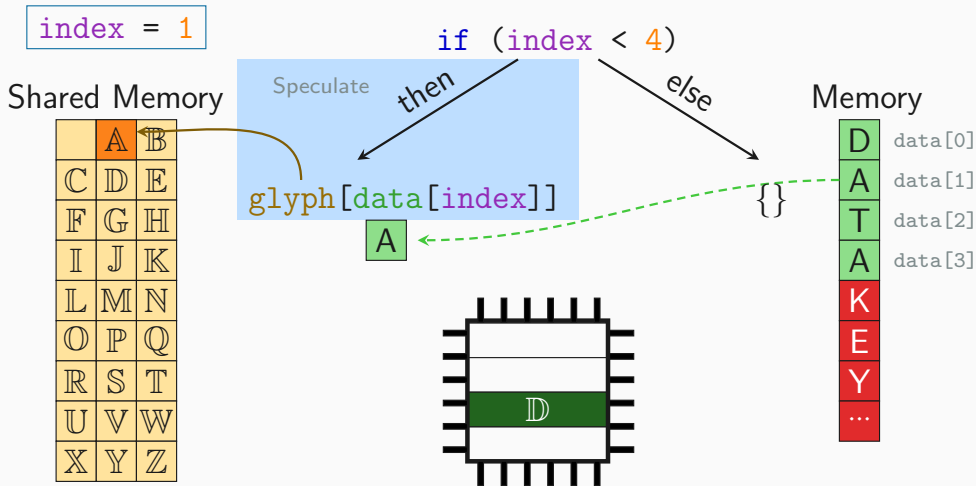 index = 1
if (index < 4)
Speculate
then
else
Shared Memory
Memory
𝔸 𝔹
ℂ 𝔻 𝔼
𝔽 𝔾 ℍ
𝕀 𝕁 𝕂
𝕃 𝕄 ℕ
𝕆 ℙ ℚ
ℝ 𝕊 𝕋
𝕌 𝕍 𝕎
𝕏 𝕐 ℤ
glyph[data[index]]
A
{}
𝔻
D data[0]
A data[1]
T data[2]
A data[3]
K
E
Y
...